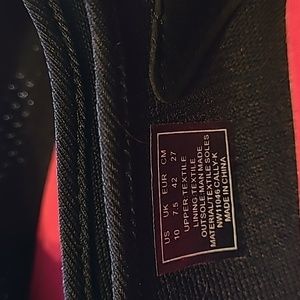 US UK EUR CM
10 7.5 42 27
UPPER:TEXTILE
LINING:TEXTILE
OUTSOLE:MAN MADE
MATERIAL/TEXTILE SOLES
NW11046 CALLY-K
MADE IN CHINA